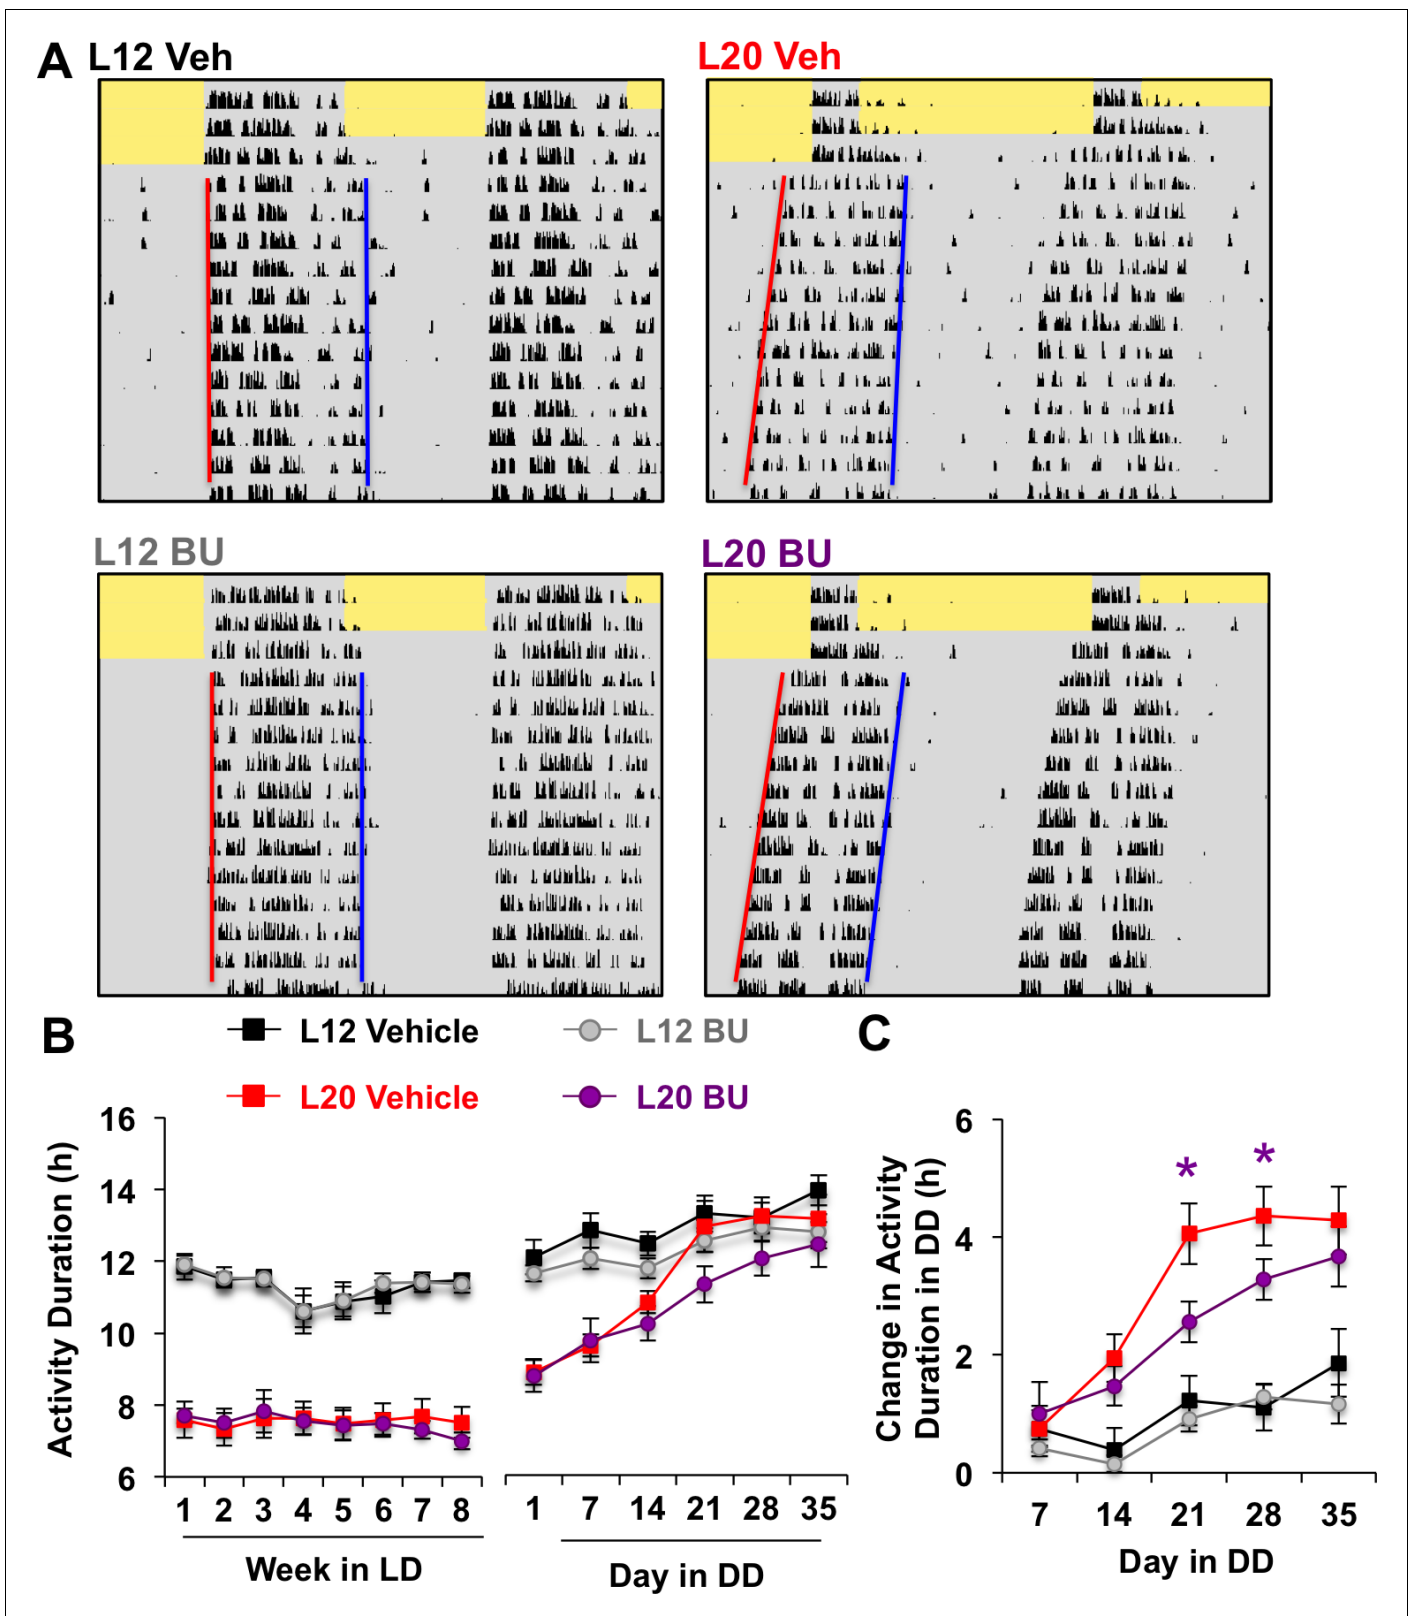 A
L12 Veh
L20 Veh
L12 BU
L20 BU
B
L12 Vehicle
L12 BU
L20 Vehicle
L20 BU
C
Activity Duration (h)
16
14
12
10
8
6
1 2 3 4 5 6 7 8
Week in LD
1 7 14 21 28 35
Day in DD
Change in Activity
Duration in DD (h)
6
4
2
0
* *
7 14 21 28 35
Day in DD